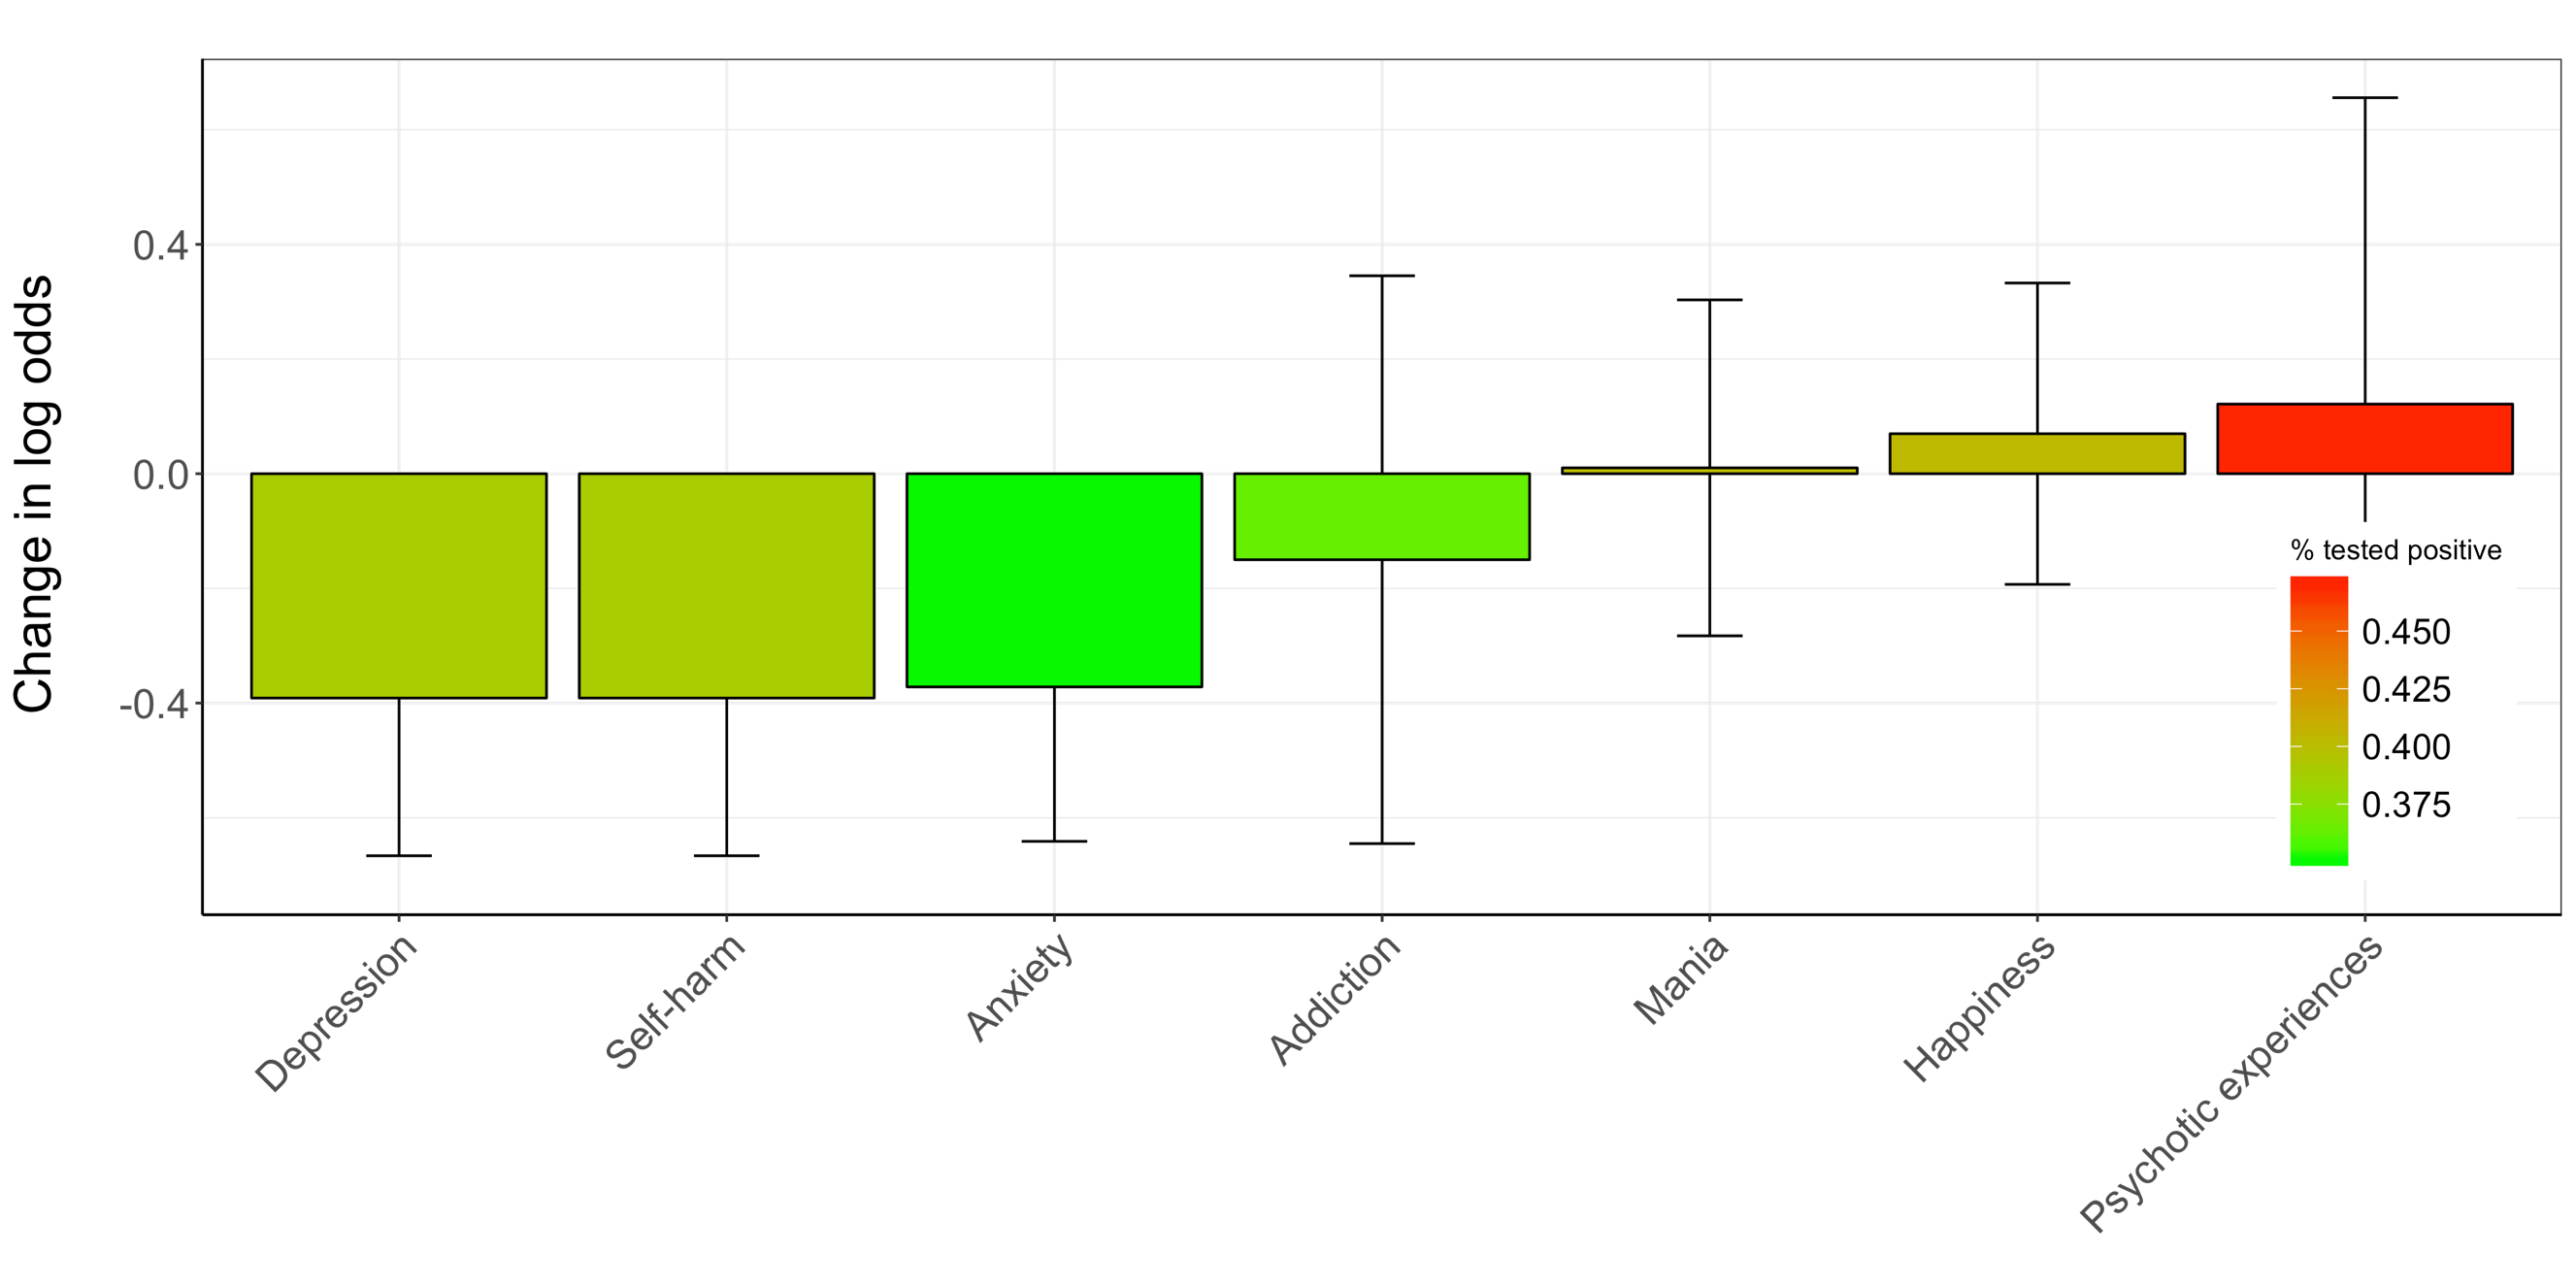 Change in log odds
0.4
0.0
-0.4
% tested positive
0.450
0.425
0.400
0.375
Depression
Self-harm
Anxiety
Addiction
Mania
Happiness
Psychotic experiences